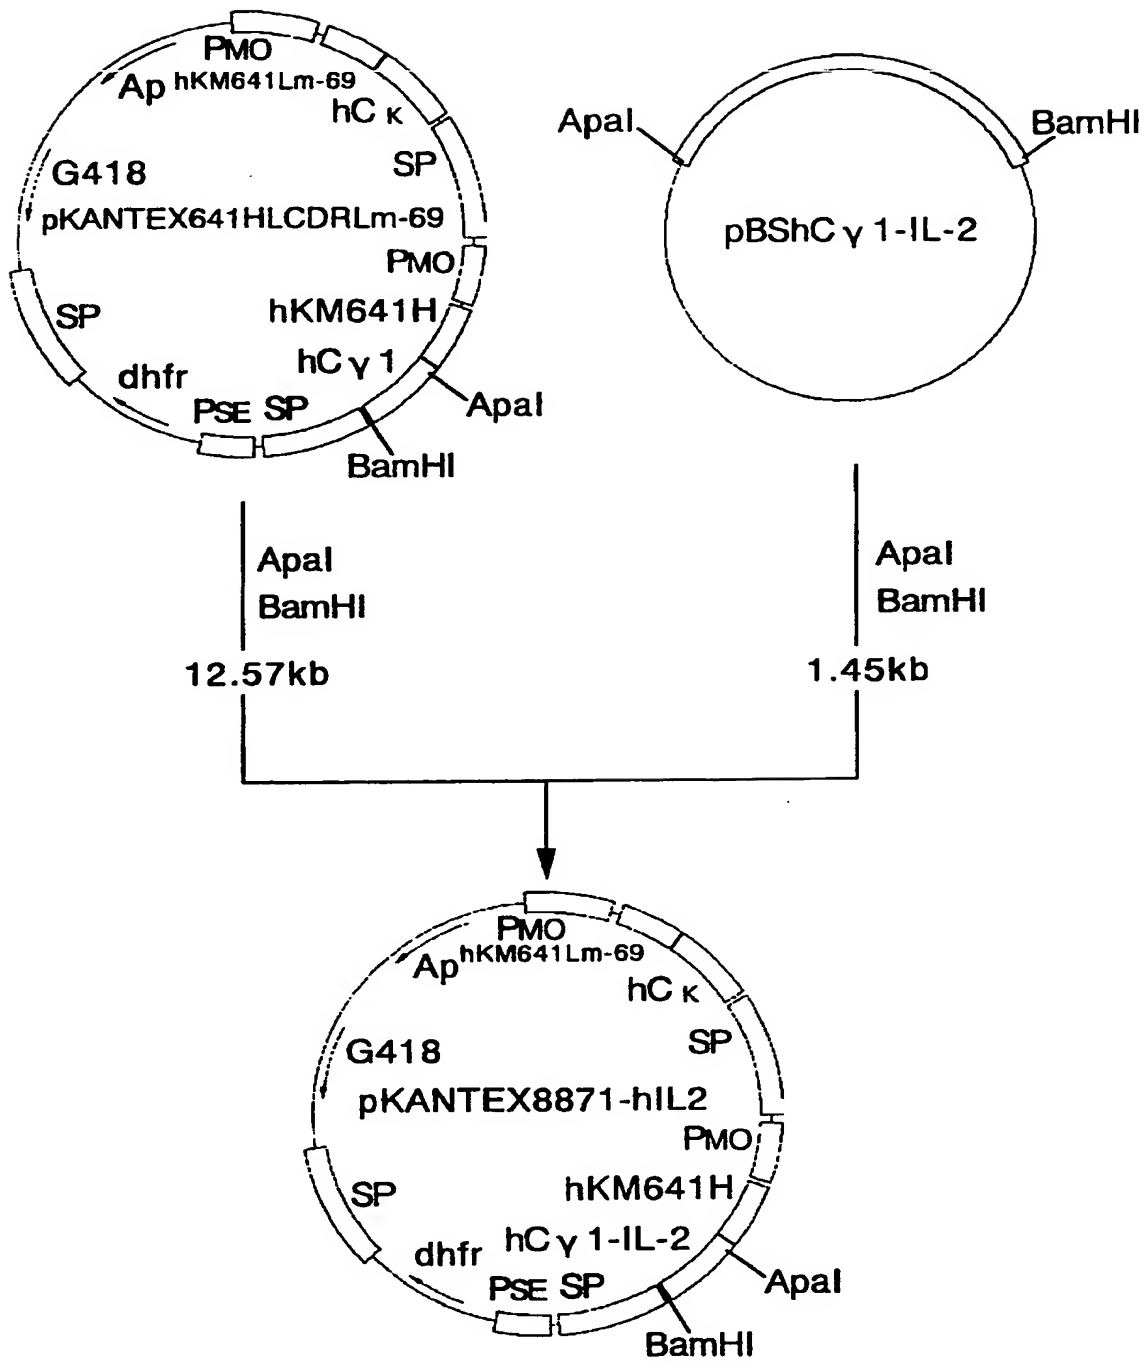 PMO
Ap
hKM641Lm-69
hCκ
SP
G418
pKANTEX641HLCDRLm-69
PMO
hKM641H
SP
hCγ1
dhfr
PSE
SP
ApaI
BamHI
ApaI
BamHI
pBShCγ1-IL-2
ApaI
BamHI
12.57kb
ApaI
BamHI
1.45kb
PMO
Ap
hKM641Lm-69
hCκ
SP
G418
pKANTEX8871-hIL2
PMO
hKM641H
SP
hCγ1-IL-2
dhfr
PSE
SP
ApaI
BamHI